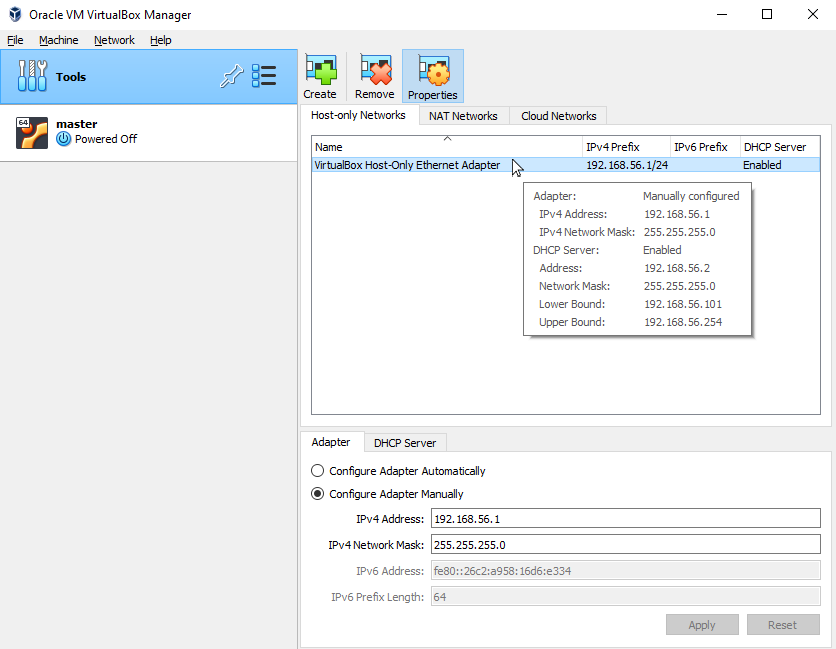 Oracle VM VirtualBox Manager
File Machine Network Help
Tools
64
master
Powered Off
Create Remove Properties
Host-only Networks NAT Networks Cloud Networks
Name IPv4 Prefix IPv6 Prefix DHCP Server
VirtualBox Host-Only Ethernet Adapter 192.168.56.1/24 Enabled
Adapter: Manually configured
IPv4 Address: 192.168.56.1
IPv4 Network Mask: 255.255.255.0
DHCP Server: Enabled
Address: 192.168.56.2
Network Mask: 255.255.255.0
Lower Bound: 192.168.56.101
Upper Bound: 192.168.56.254
Adapter DHCP Server
Configure Adapter Automatically
Configure Adapter Manually
IPv4 Address: 192.168.56.1
IPv4 Network Mask: 255.255.255.0
IPv6 Address: fe80::26c2:a958:16d6:e334
IPv6 Prefix Length: 64
Apply Reset